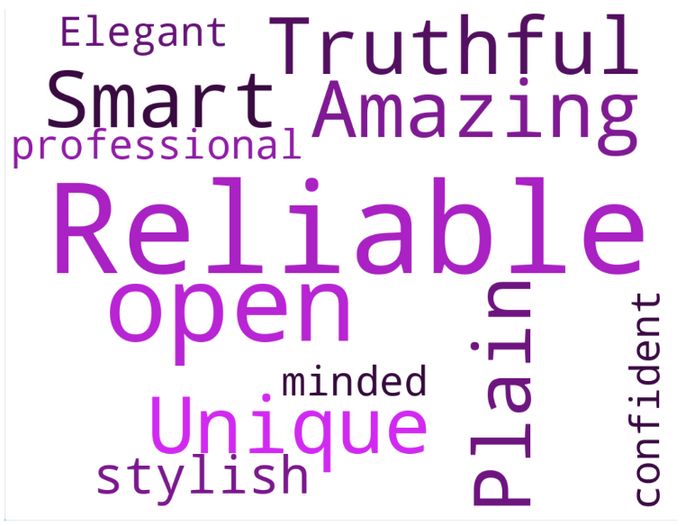 Elegant
Truthful
Smart
Amazing
professional
Reliable
open
Plain
confident
minded
Unique
stylish